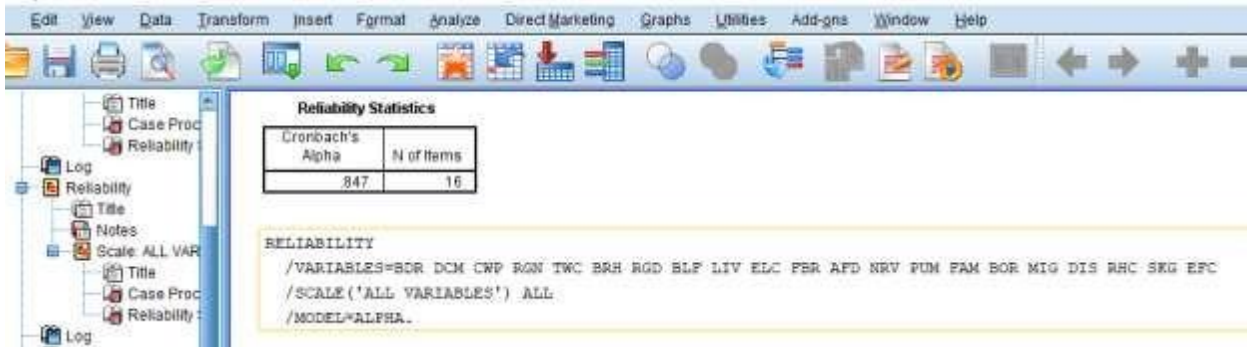 Edit View Data Transform Insert Format Analyze Direct Marketing Graphs Utilities Add-ons Window Help
Title
Case Proc
Reliability
Log
Reliability
Title
Notes
Scale: ALL VAR
Title
Case Proc
Reliability
Log
Reliability Statistics
Cronbach's Alpha N of Items
.847 16
RELIABILITY
/VARIABLES=BDR DCM CWP RGN TWC BRH RGD BLF LIV ELC FBR AFD NRV PUM FAM BOR MIG DIS RHC SKG EFC
/SCALE('ALL VARIABLES') ALL
/MODEL=ALPHA.